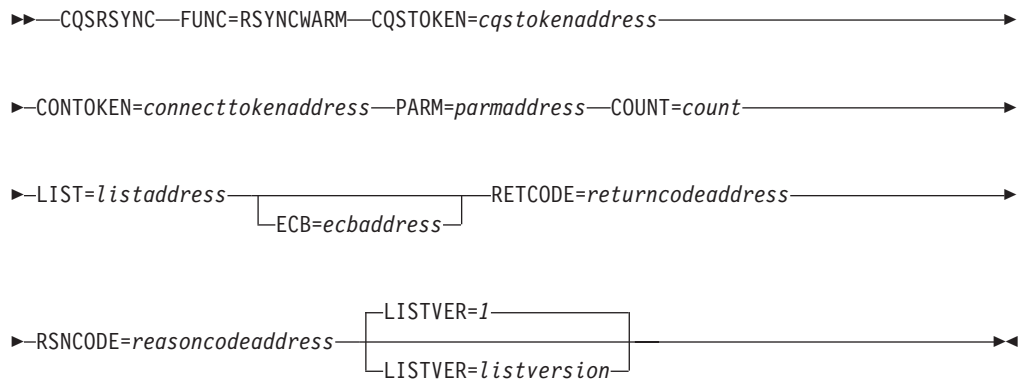 CQSRSYNC FUNC=RSYNCWARM CQSTOKEN=cqstokenaddress
CONTOKEN=connecttokenaddress PARM=parmaddress COUNT=count
LIST=listaddress RETCODE=returncodeaddress
ECB=ecbaddress
LISTVER=1
RSNCODE=reasoncodeaddress
LISTVER=listversion